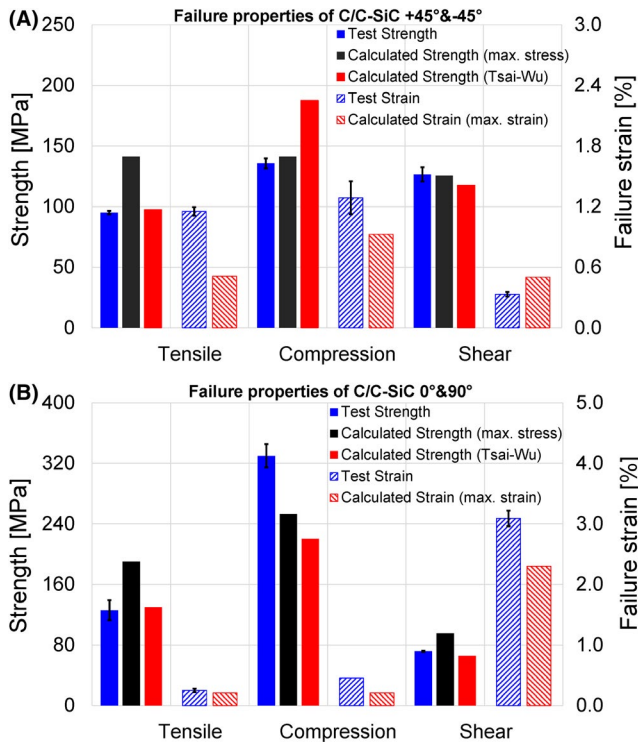 (A)
Failure properties of C/C-SiC +45°&-45°
Test Strength
Calculated Strength (max. stress)
Calculated Strength (Tsai-Wu)
Test Strain
Calculated Strain (max. strain)
Strength [MPa]
250
200
150
100
50
0
Failure strain [%]
3.0
2.4
1.8
1.2
0.6
0.0
Tensile Compression Shear
(B)
Failure properties of C/C-SiC 0°&90°
Test Strength
Calculated Strength (max. stress)
Calculated Strength (Tsai-Wu)
Test Strain
Calculated Strain (max. strain)
Strength [MPa]
400
320
240
160
80
0
Failure strain [%]
5.0
4.0
3.0
2.0
1.0
0.0
Tensile Compression Shear